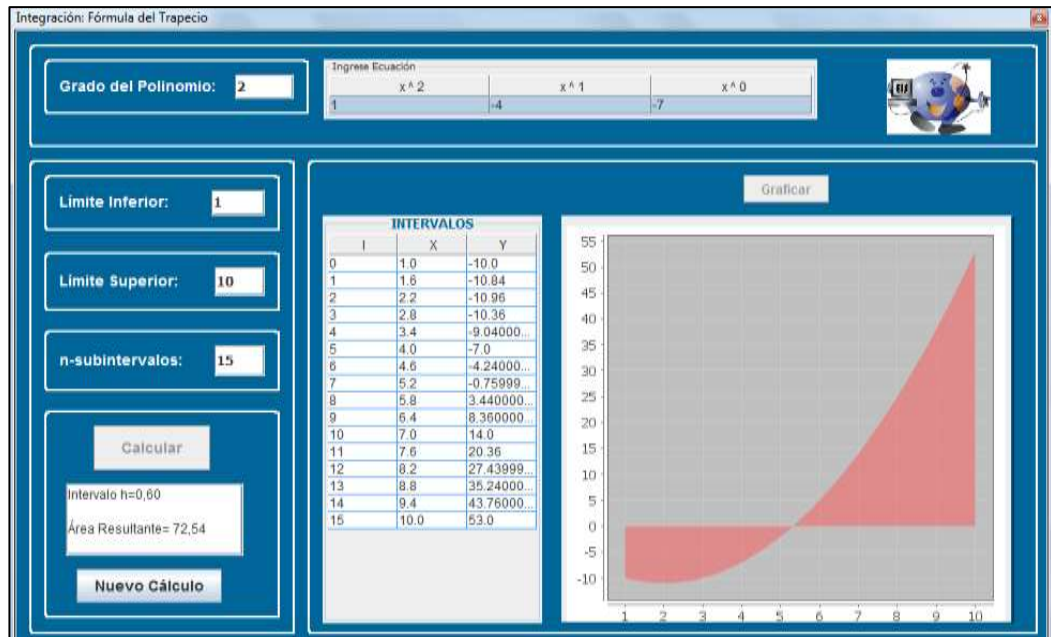 Integración: Fórmula del Trapecio
Grado del Polinomio: 2
Ingrese Ecuación
x ^ 2 x ^ 1 x ^ 0
1 -4 -7
Límite Inferior: 1
Límite Superior: 10
n-subintervalos: 15
Calcular
Intervalo h=0,60
Área Resultante= 72,54
Nuevo Cálculo
Graficar
INTERVALOS
I X Y
0 1.0 -10.0
1 1.6 -10.84
2 2.2 -10.96
3 2.8 -10.36
4 3.4 -9.04000...
5 4.0 -7.0
6 4.6 -4.24000...
7 5.2 -0.75999...
8 5.8 3.440000...
9 6.4 8.360000...
10 7.0 14.0
11 7.6 20.36
12 8.2 27.43999...
13 8.8 35.24000...
14 9.4 43.76000...
15 10.0 53.0
55
50
45
40
35
30
25
20
15
10
5
0
-5
-10
1 2 3 4 5 6 7 8 9 10